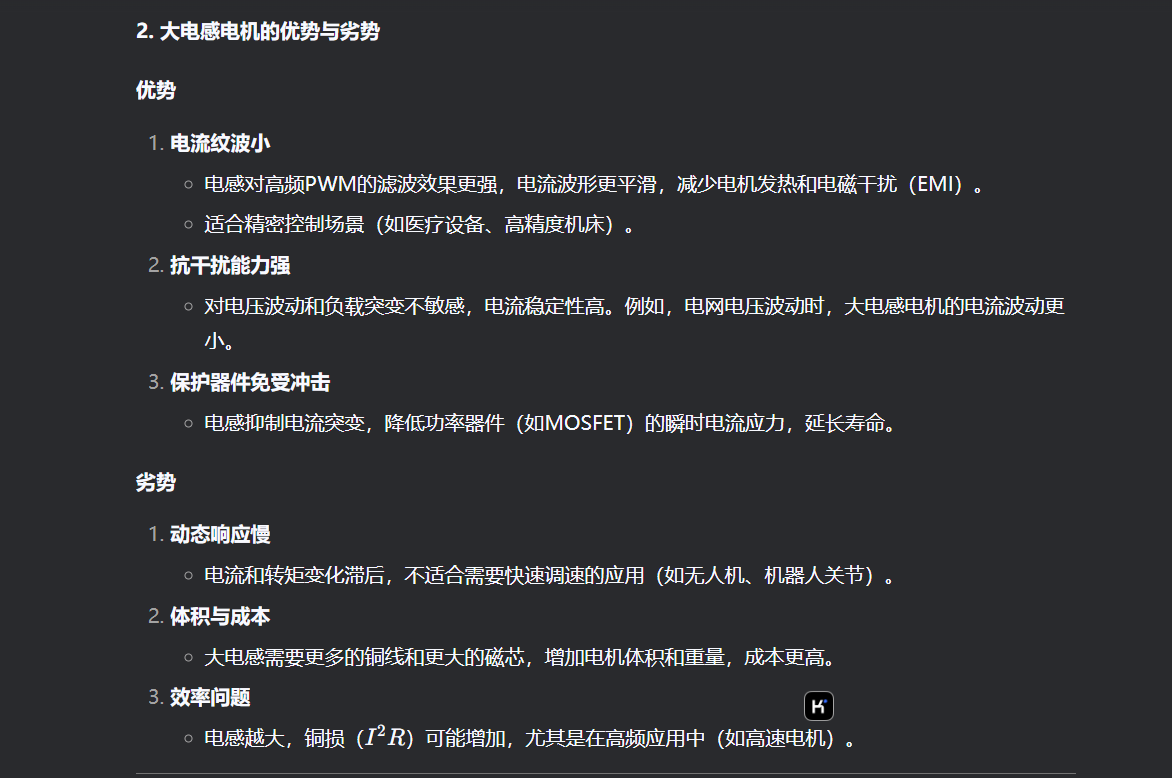 2. 大电感电机的优势与劣势
优势
1. 电流纹波小
○ 电感对高频PWM的滤波效果更强，电流波形更平滑，减少电机发热和电磁干扰（EMI）。
○ 适合精密控制场景（如医疗设备、高精度机床）。
2. 抗干扰能力强
○ 对电压波动和负载突变不敏感，电流稳定性高。例如，电网电压波动时，大电感电机的电流波动更
小。
3. 保护器件免受冲击
○ 电感抑制电流突变，降低功率器件（如MOSFET）的瞬时电流应力，延长寿命。
劣势
1. 动态响应慢
○ 电流和转矩变化滞后，不适合需要快速调速的应用（如无人机、机器人关节）。
2. 体积与成本
○ 大电感需要更多的铜线和更大的磁芯，增加电机体积和重量，成本更高。
3. 效率问题
K
○ 电感越大，铜损（I²R）可能增加，尤其是在高频应用中（如高速电机）。